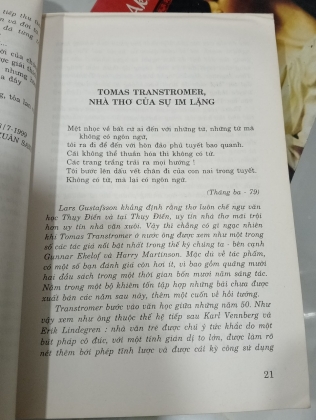 tiếp thu
7-1999
XUÂN
TOMAS TRANSTROMER,
NHÀ THƠ CỦA SỰ IM LẶNG
Mệt nhọc về bất cứ ai đến với những từ, những từ mà
không có ngôn ngữ,
tôi ra đi để đến với hòn đảo phủ tuyết bao quanh.
Cái không thể thuần hóa thì không có từ.
Các trang trắng trải ra mọi hướng !
Tôi bước lên dấu vết chân đi của con nai trong tuyết.
Không có từ, mà lại có ngôn ngữ.
(Tháng ba - 79)
Lars Gustafsson khẳng định rằng thơ luôn chế ngự văn
học Thụy Điển và tại Thụy Điển, uy tín nhà thơ mãi trội
hơn uy tín nhà văn xuôi. Vậy thì chẳng có gì ngạc nhiên
khi Tomas Transtromer ở nước ông được xem như một trong
số các tác giả nổi bật nhất trong thế kỷ chúng ta - bên cạnh
Gunnar Ekelof và Harry Martinson. Mặc dù về tác phẩm,
có một số bạn đánh giá còn hơi ít, vì bao gồm quãng mươi
hai đầu sách trong một thời gian bốn mươi năm sáng tác.
Năm trong một bộ khiêm tốn tập hợp những bài chưa được
xuất bản các năm sau này, thêm một cuốn về hồi tưởng.
Transtromer bước vào văn học giữa những năm 50. Như
vậy xem như ông thuộc thế hệ tiếp sau Karl Vennberg và
Erik Lindegren ; nhà văn trẻ được chú ý tức khắc do một
bút pháp cô đúc, với một tính giản dị to lớn, được làm rõ
nét thêm bởi phép tỉnh lược và được cái kỳ công sử dụng
21